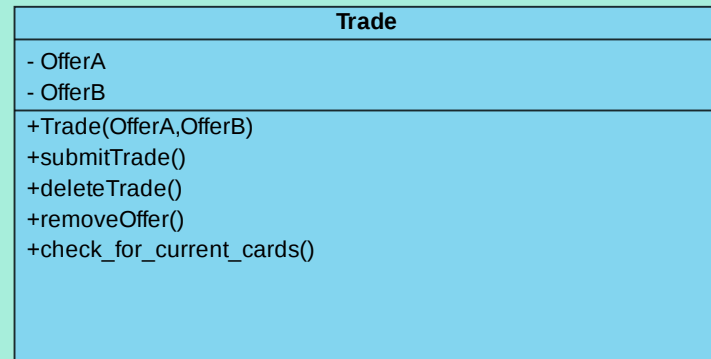 Trade
- OfferA
- OfferB
+Trade(OfferA,OfferB)
+submitTrade()
+deleteTrade()
+removeOffer()
+check_for_current_cards()